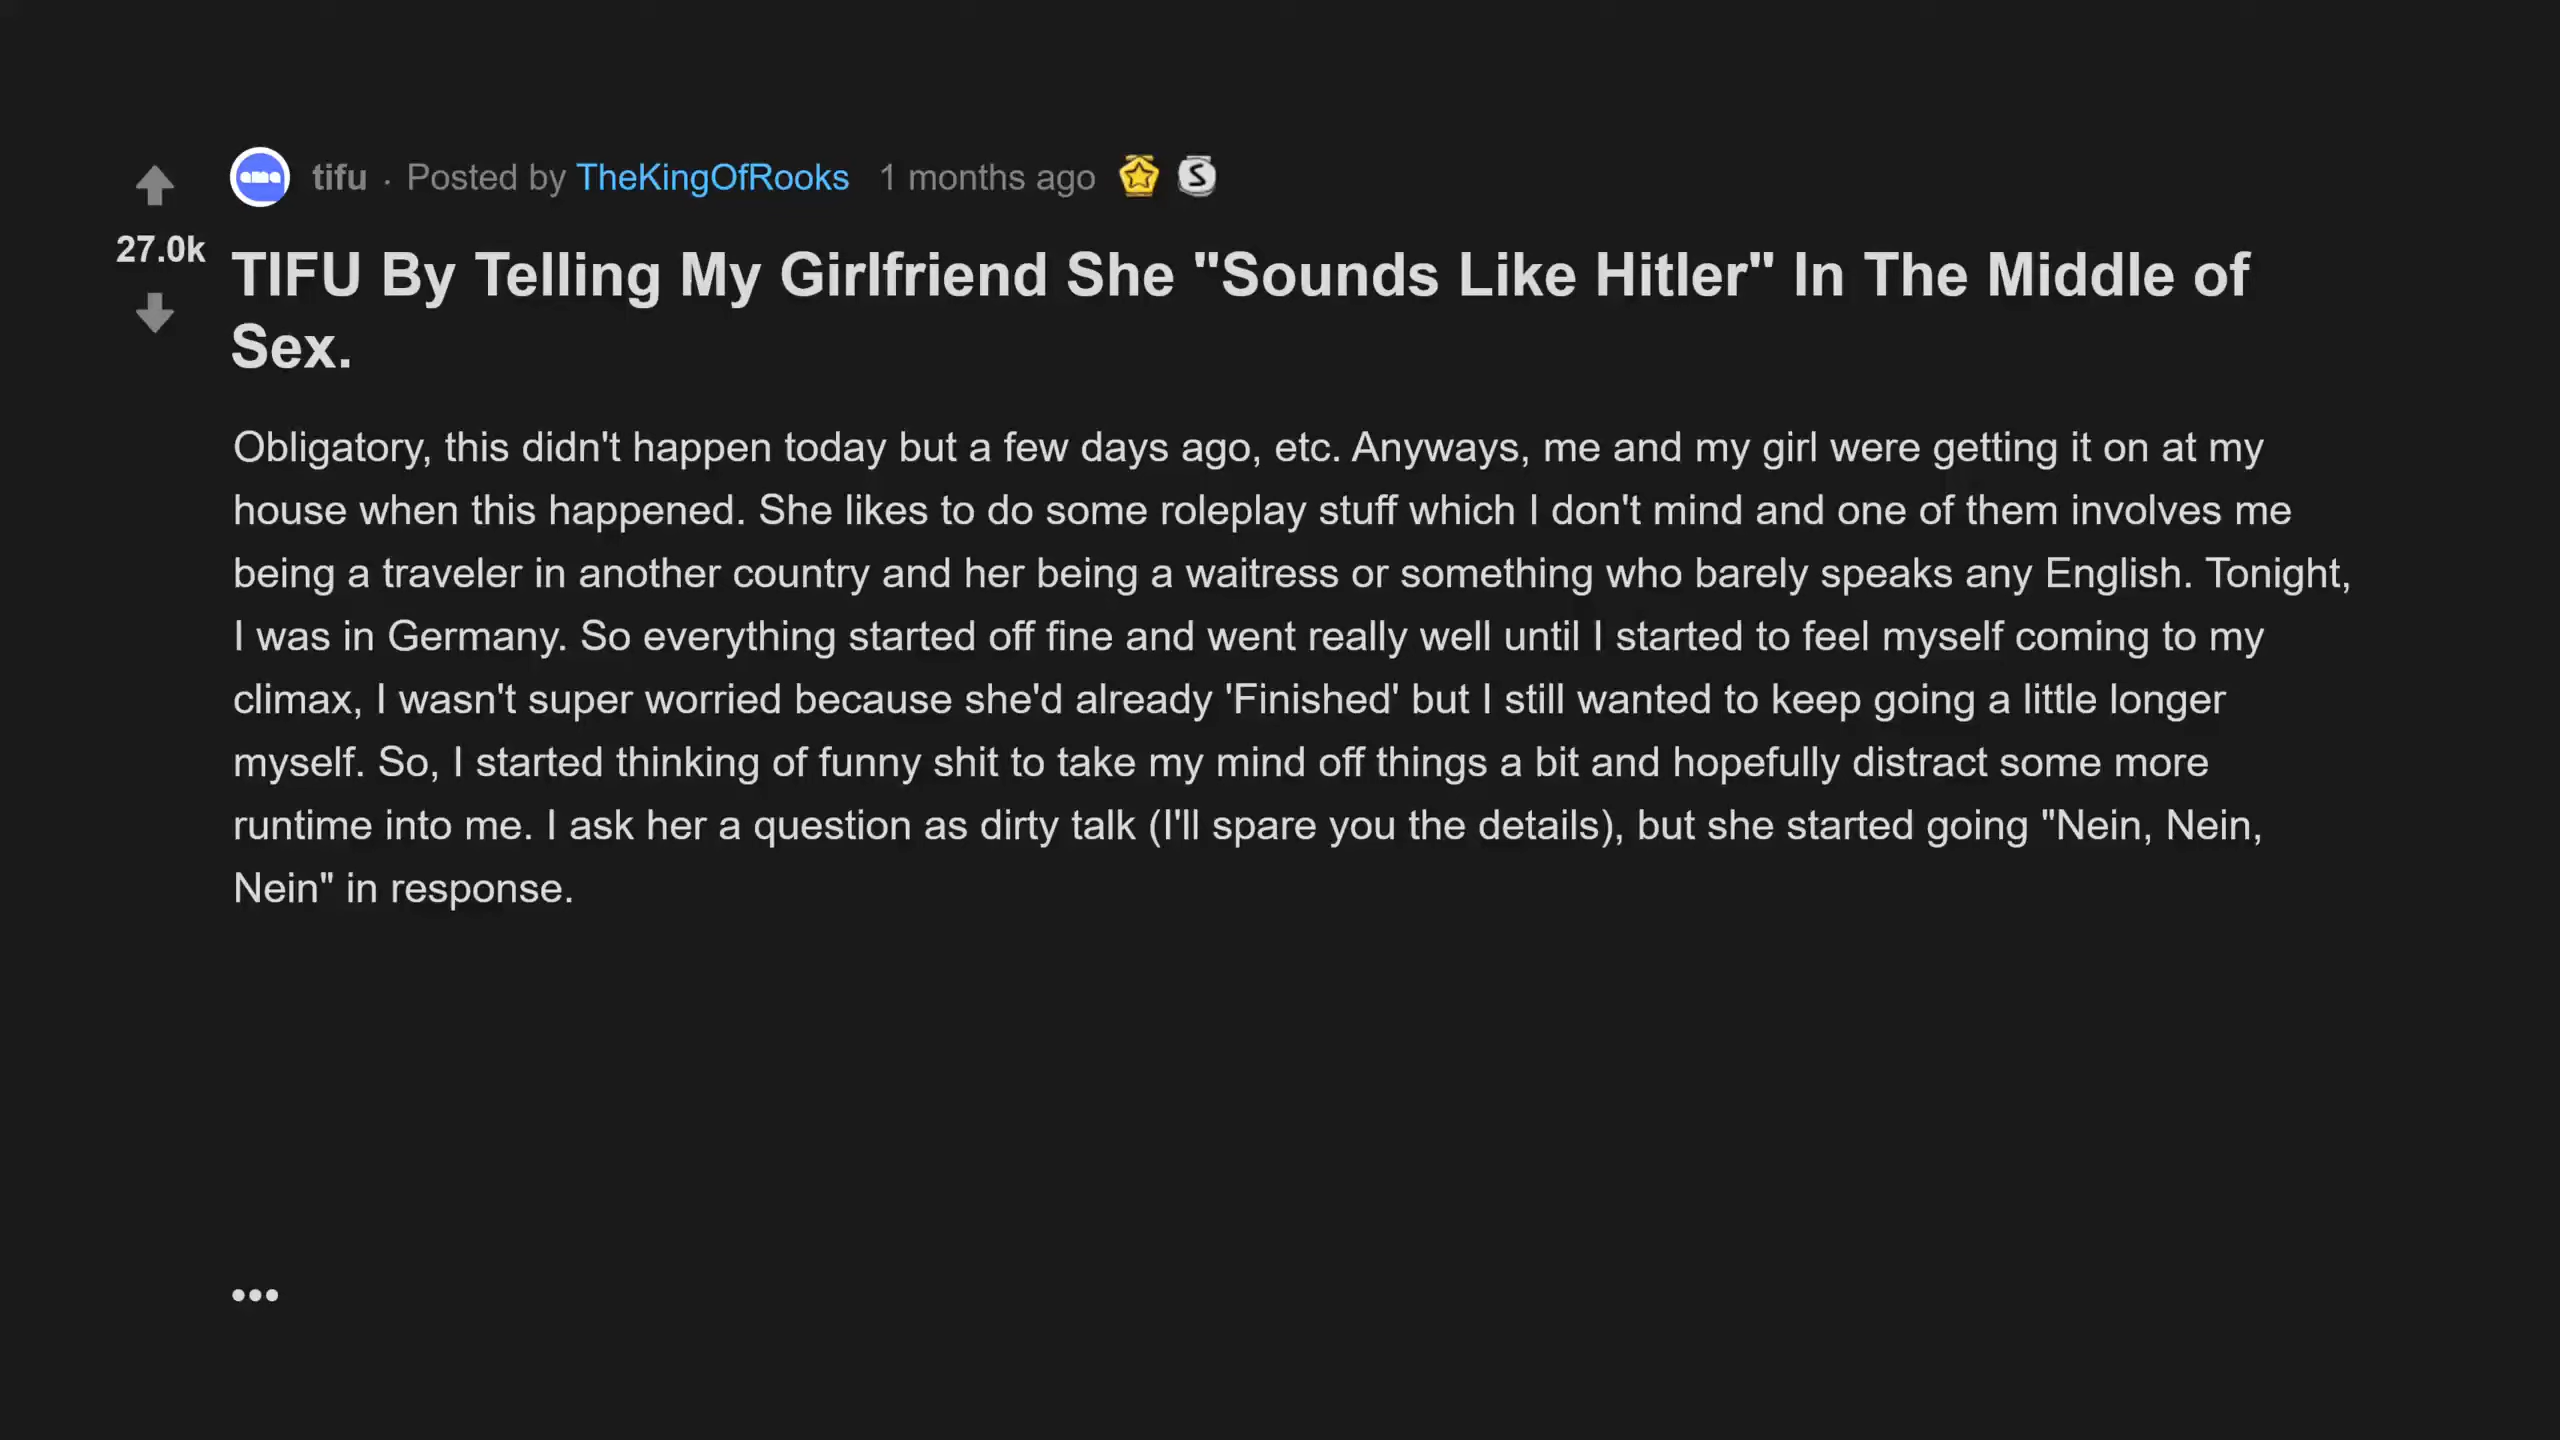 tifu · Posted by TheKingOfRooks 1 months ago
27.0k
TIFU By Telling My Girlfriend She "Sounds Like Hitler" In The Middle of
Sex.
Obligatory, this didn't happen today but a few days ago, etc. Anyways, me and my girl were getting it on at my
house when this happened. She likes to do some roleplay stuff which I don't mind and one of them involves me
being a traveler in another country and her being a waitress or something who barely speaks any English. Tonight,
I was in Germany. So everything started off fine and went really well until I started to feel myself coming to my
climax, I wasn't super worried because she'd already 'Finished' but I still wanted to keep going a little longer
myself. So, I started thinking of funny shit to take my mind off things a bit and hopefully distract some more
runtime into me. I ask her a question as dirty talk (I'll spare you the details), but she started going "Nein, Nein,
Nein" in response.
•••